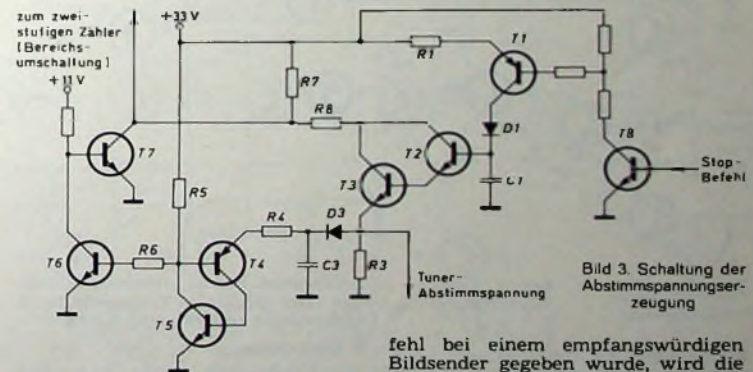 zum zwei-
stufigen Zähler
(Bereichs-
umschaltung)
+11V
+33V
R1
T1
R7
R8
D1
T2
T8
T7
T3
C1
Stop-
Befehl
R5
R4
D3
T6
R6
T4
C3
R3
T5
Tuner-
Abstimmspannung
Bild 3. Schaltung der
Abstimmspannungser-
zeugung
fehl bei einem empfangswürdigen
Bildsender gegeben wurde, wird die